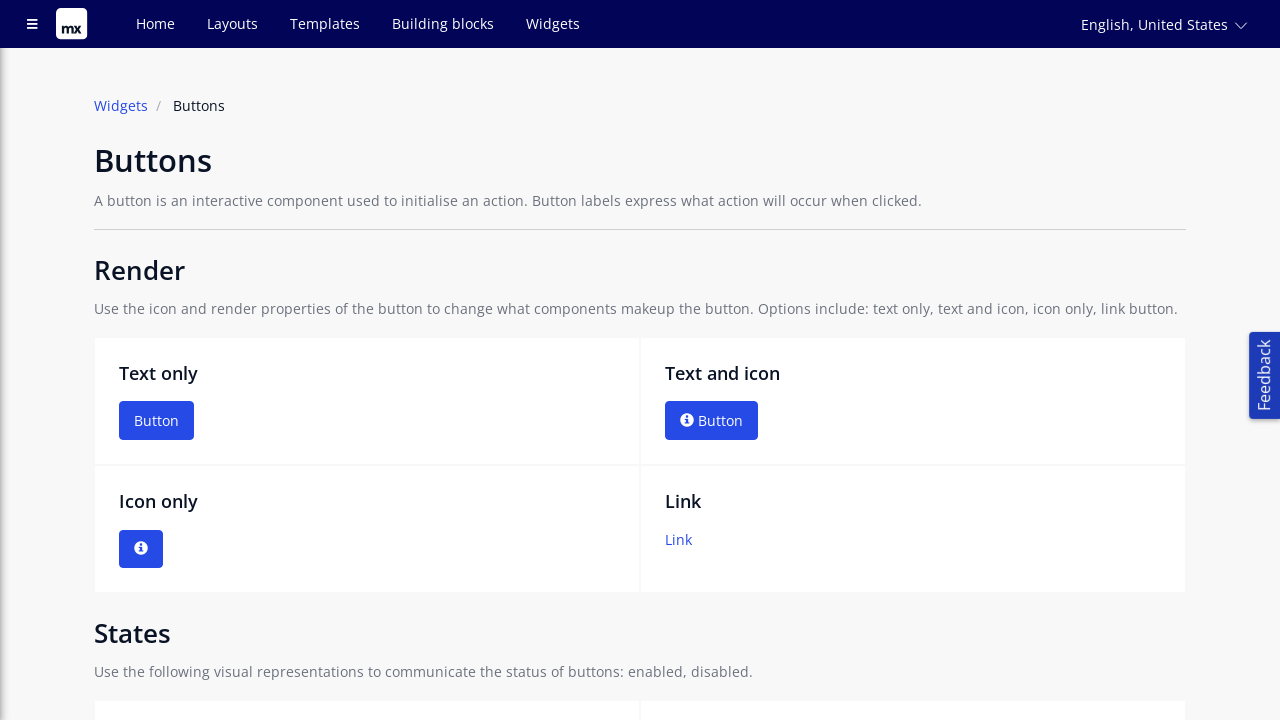 mx
Home
Layouts
Templates
Building blocks
Widgets
English, United States
Widgets / Buttons
Buttons
A button is an interactive component used to initialise an action. Button labels express what action will occur when clicked.
Render
Use the icon and render properties of the button to change what components makeup the button. Options include: text only, text and icon, icon only, link button.
Text only
Button
Text and icon
Button
Icon only
Link
Link
Feedback
States
Use the following visual representations to communicate the status of buttons: enabled, disabled.